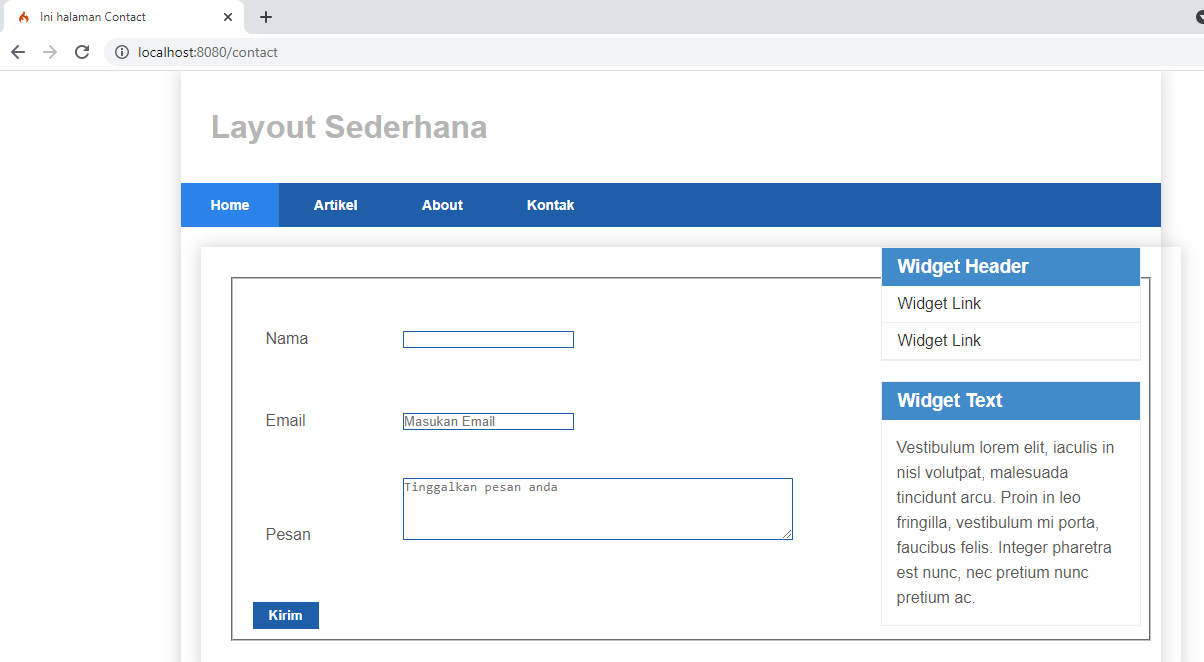 Ini halaman Contact
localhost:8080/contact
Layout Sederhana
Home Artikel About Kontak
Nama
Email Masukan Email
Tinggalkan pesan anda
Pesan
Kirim
Widget Header
Widget Link
Widget Link
Widget Text
Vestibulum lorem elit, iaculis in
nisl volutpat, malesuada
tincidunt arcu. Proin in leo
fringilla, vestibulum mi porta,
faucibus felis. Integer pharetra
est nunc, nec pretium nunc
pretium ac.